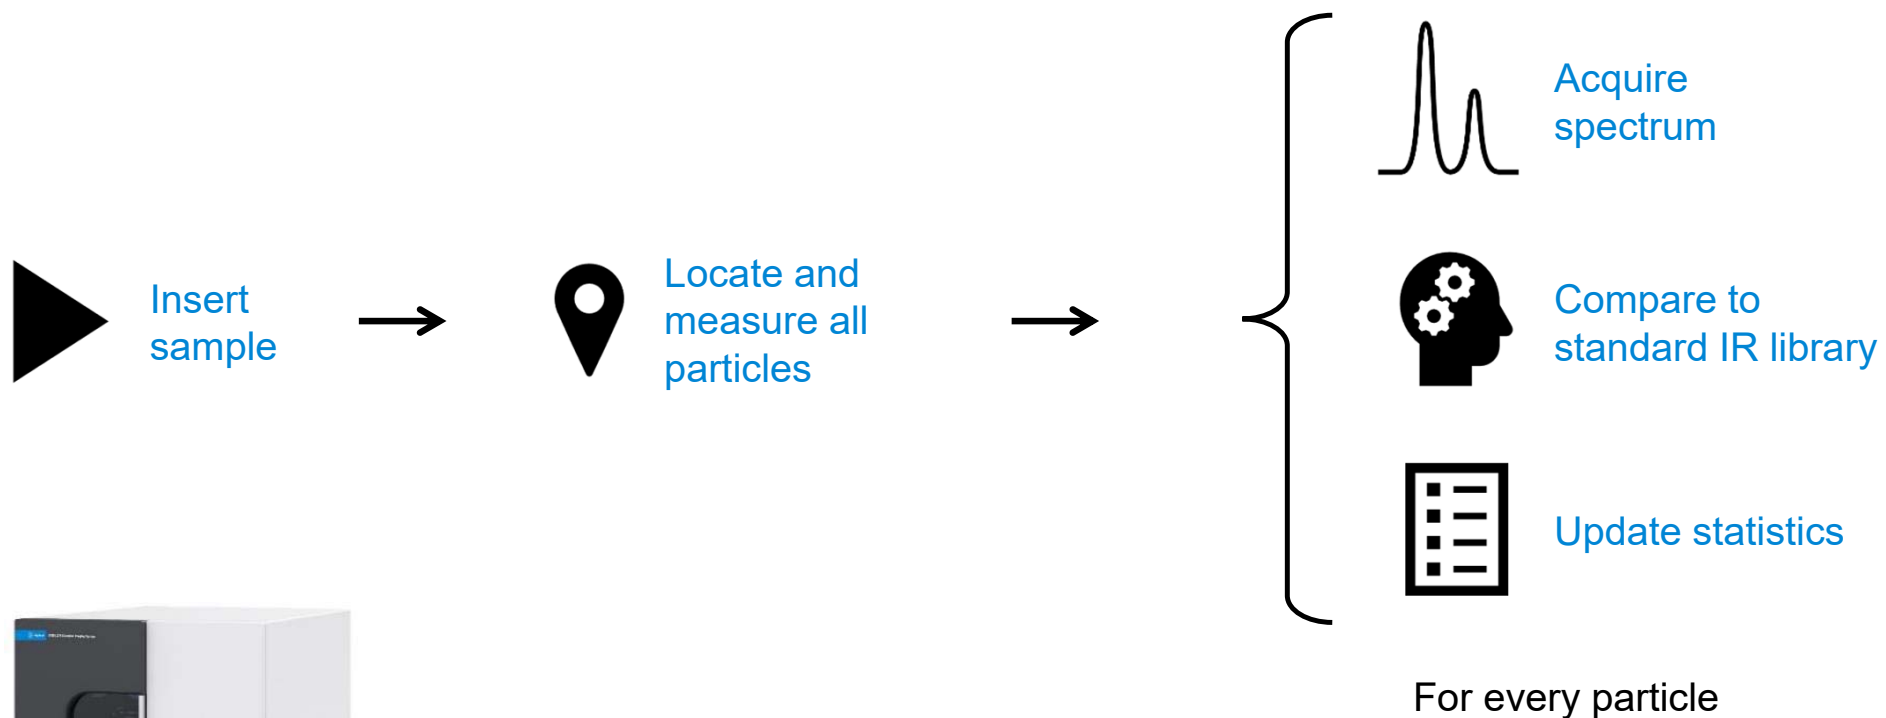 Acquire
spectrum
Insert
sample
Locate and
measure all
particles
Compare to
standard IR library
Update statistics
For every particle